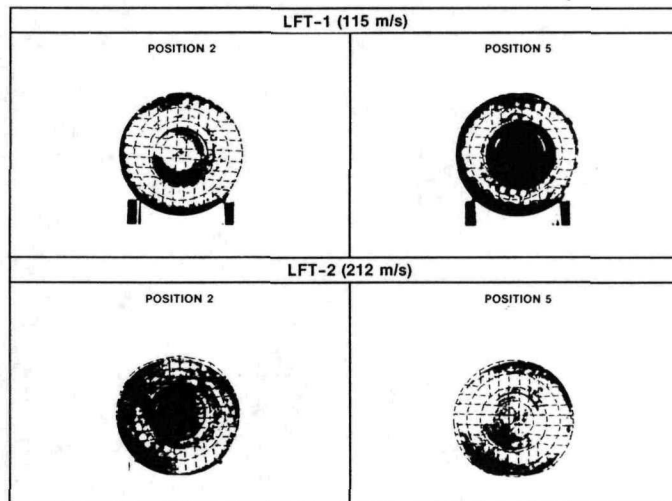 LFT-1 (115 m/s)
POSITION 2
POSITION 5
LFT-2 (212 m/s)
POSITION 2
POSITION 5